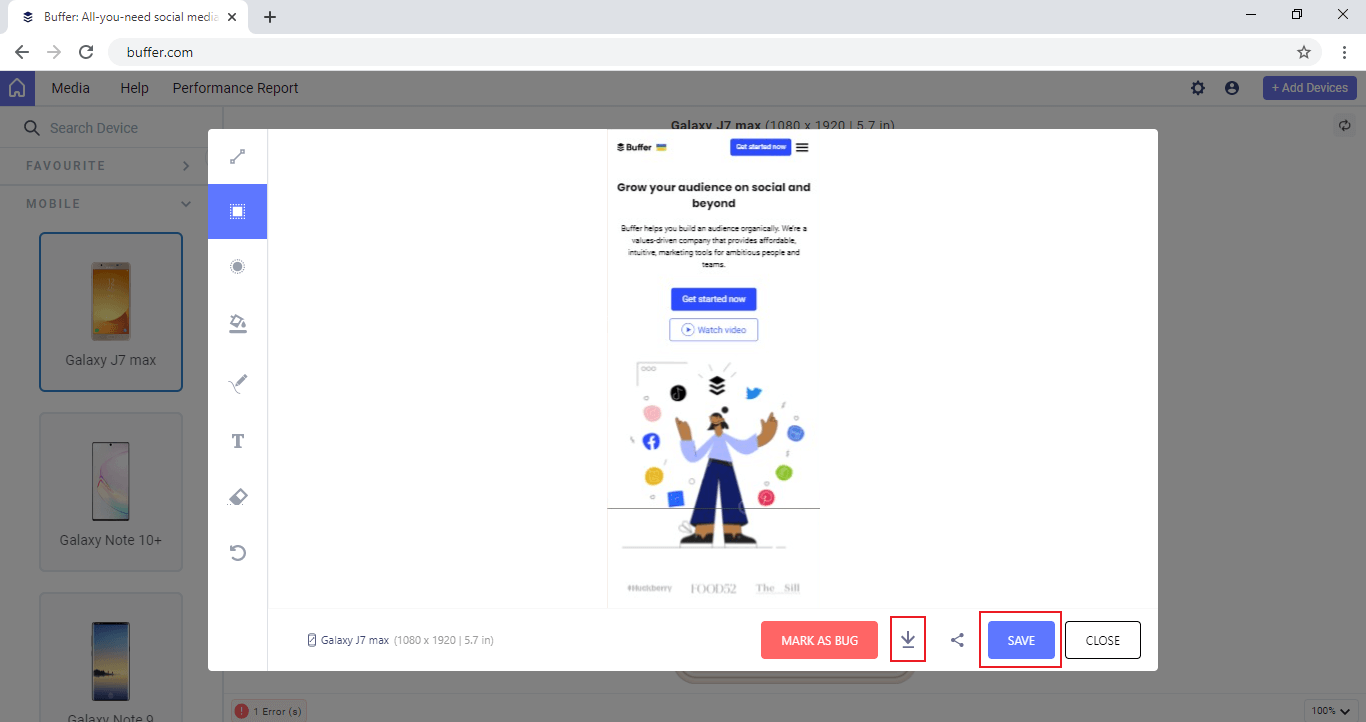 Buffer: All-you-need social media
buffer.com
Media Help Performance Report
+ Add Devices
Search Device
Galaxy J7 max (1080 x 1920 | 5.7 in)
FAVOURITE
MOBILE
Galaxy J7 max
Galaxy Note 10+
Galaxy Note 9
Buffer
Get started now
Grow your audience on social and
beyond
Buffer helps you build an audience organically. We're a
values-driven company that provides affordable,
intuitive, marketing tools for ambitious people and
teams.
Get started now
Watch video
T
Huckberry FOOD52 The Sill
Galaxy J7 max (1080 x 1920 | 5.7 in)
MARK AS BUG
SAVE
CLOSE
1 Error (s)
100%